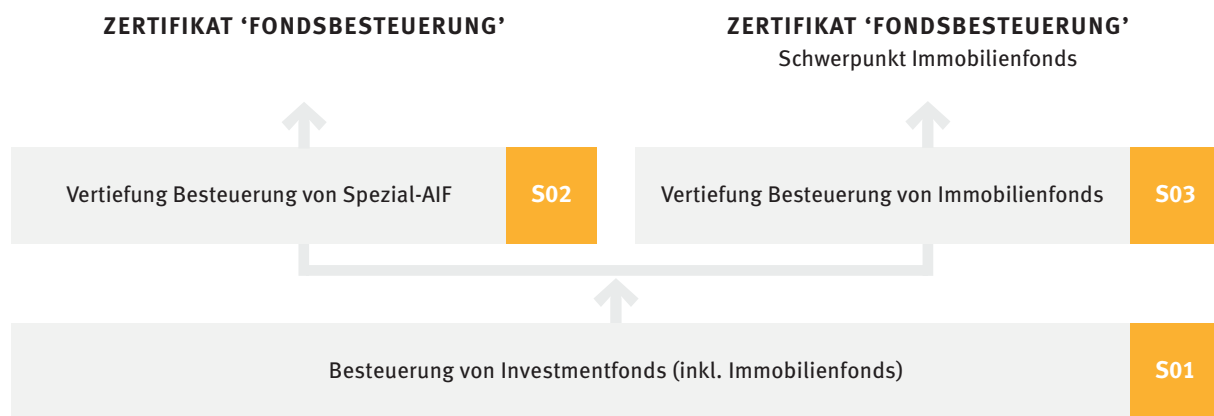 ZERTIFIKAT ‘FONDSBESTEUERUNG’
ZERTIFIKAT ‘FONDSBESTEUERUNG’
Schwerpunkt Immobilienfonds
Vertiefung Besteuerung von Spezial-AIF
S02
Vertiefung Besteuerung von Immobilienfonds
S03
Besteuerung von Investmentfonds (inkl. Immobilienfonds)
S01